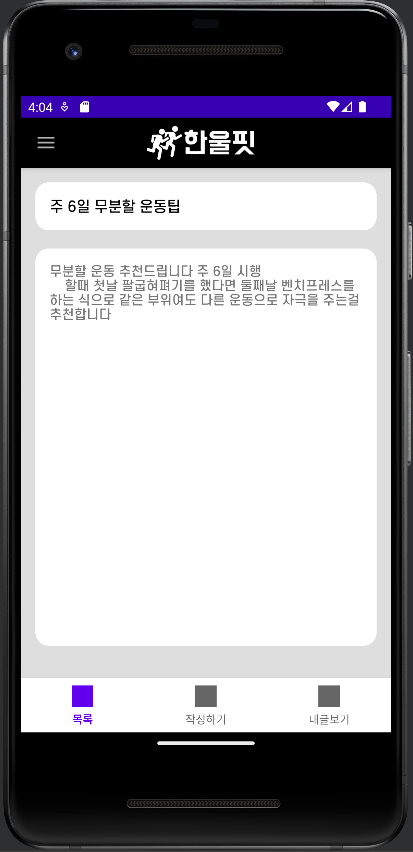 4:04
한울핏
주 6일 무분할 운동팁
무분할 운동 추천드립니다 주 6일 시행
할때 첫날 팔굽혀펴기를 했다면 둘째날 벤치프레스를
하는 식으로 같은 부위여도 다른 운동으로 자극을 주는걸
추천합니다
목록 작성하기 내글보기